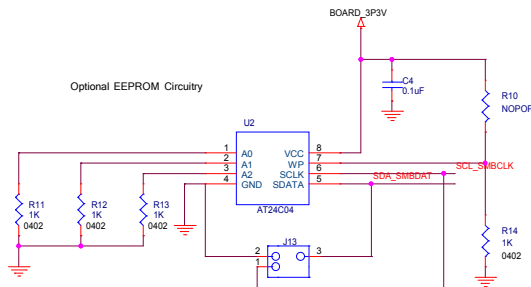 BOARD_3P3V
Optional EEPROM Circuitry
C4
0.1uF
R10
NOPOP
U2
1 A0 VCC 8
2 A1 WP 7
3 A2 SCLK 6
4 GND SDATA 5
AT24C04
SCL_SMBCLK
SDA_SMBDAT
R11
1K
0402
R12
1K
0402
R13
1K
0402
R14
1K
0402
J13
2 3
1